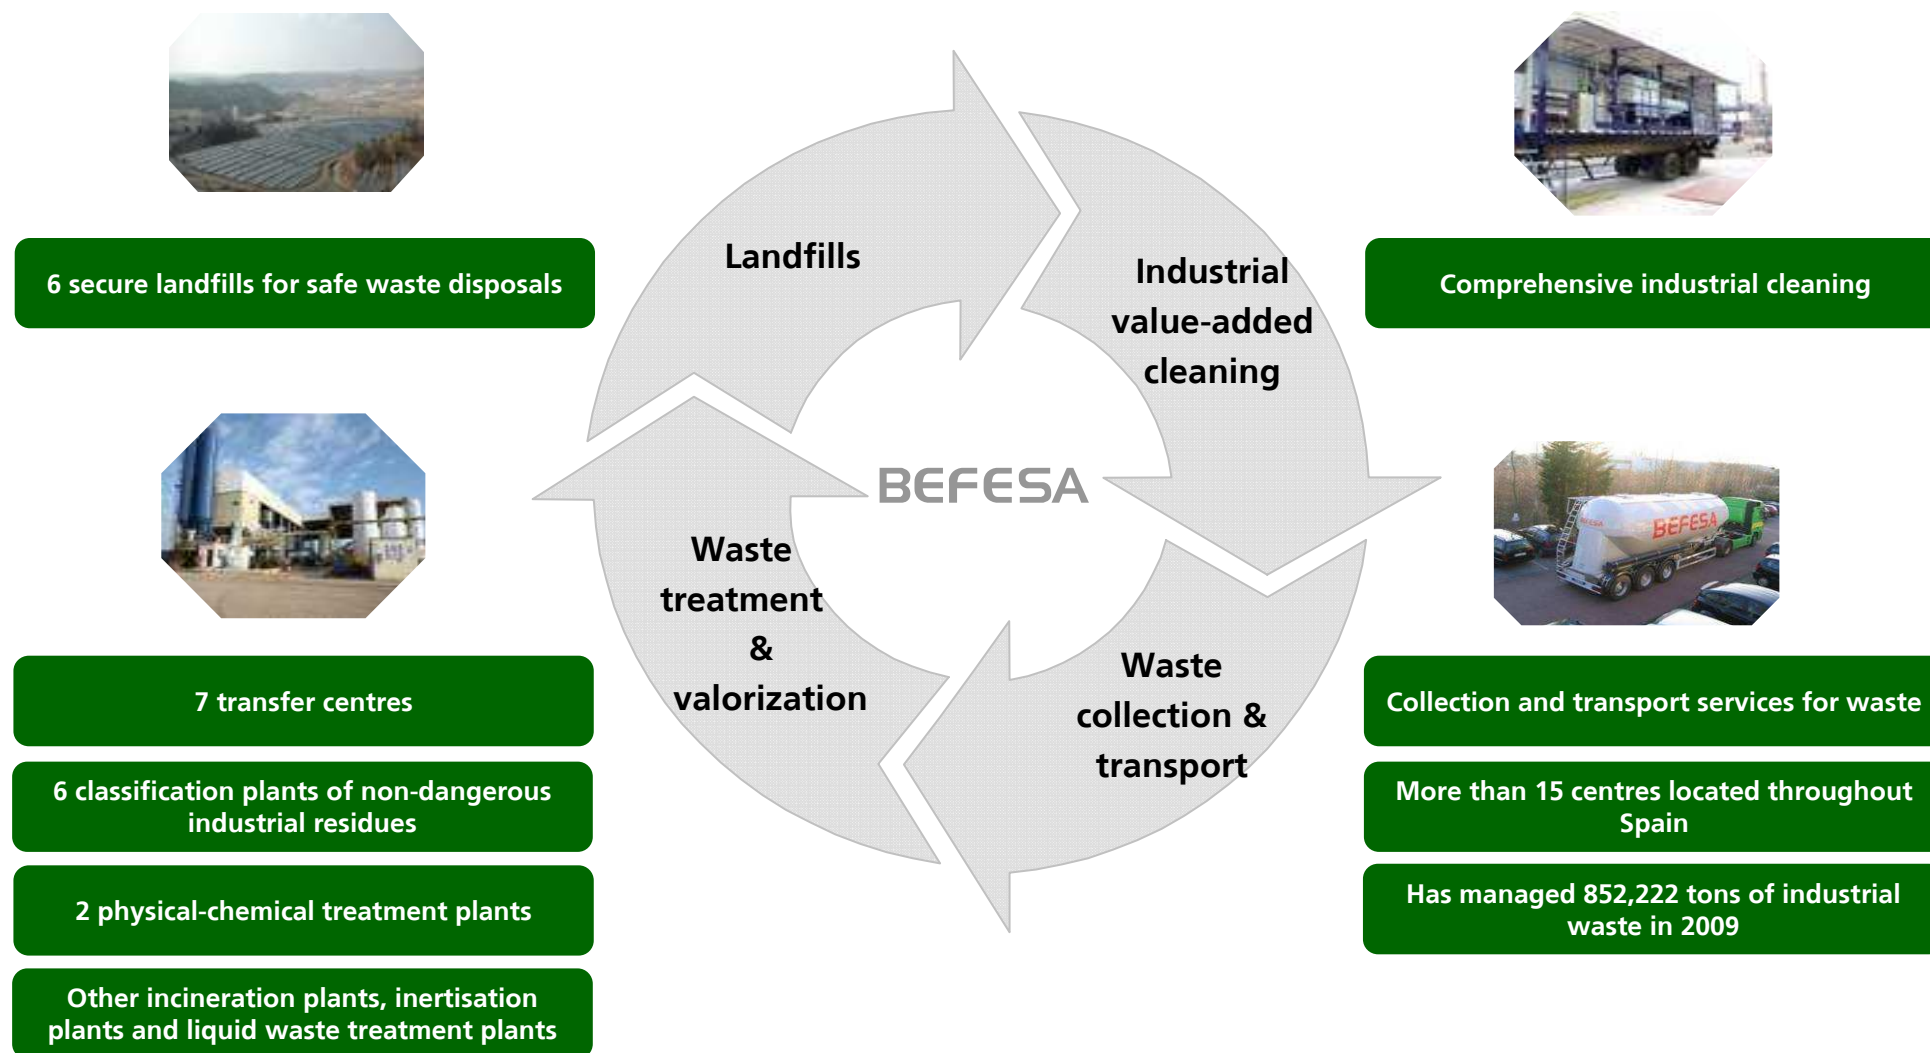 6 secure landfills for safe waste disposals
7 transfer centres
6 classification plants of non-dangerous
industrial residues
2 physical-chemical treatment plants
Other incineration plants, inertisation
plants and liquid waste treatment plants
Landfills
Industrial
value-added
cleaning
BEFESA
Waste
treatment
&
valorization
Waste
collection &
transport
Comprehensive industrial cleaning
BEFESA
BEFESA
Collection and transport services for waste
More than 15 centres located throughout
Spain
Has managed 852,222 tons of industrial
waste in 2009